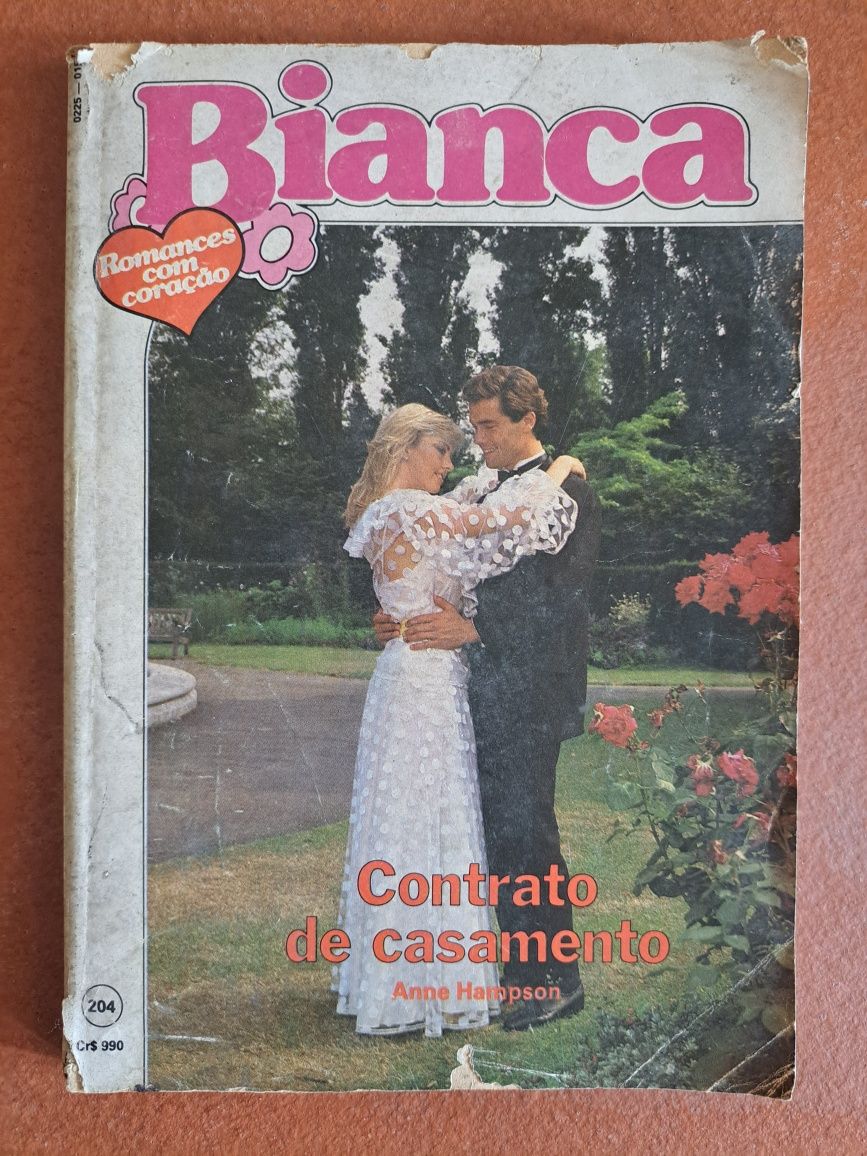 Bianca
Romances
com
coração
Contrato
de casamento
Anne Hampson
204
Cr$ 990